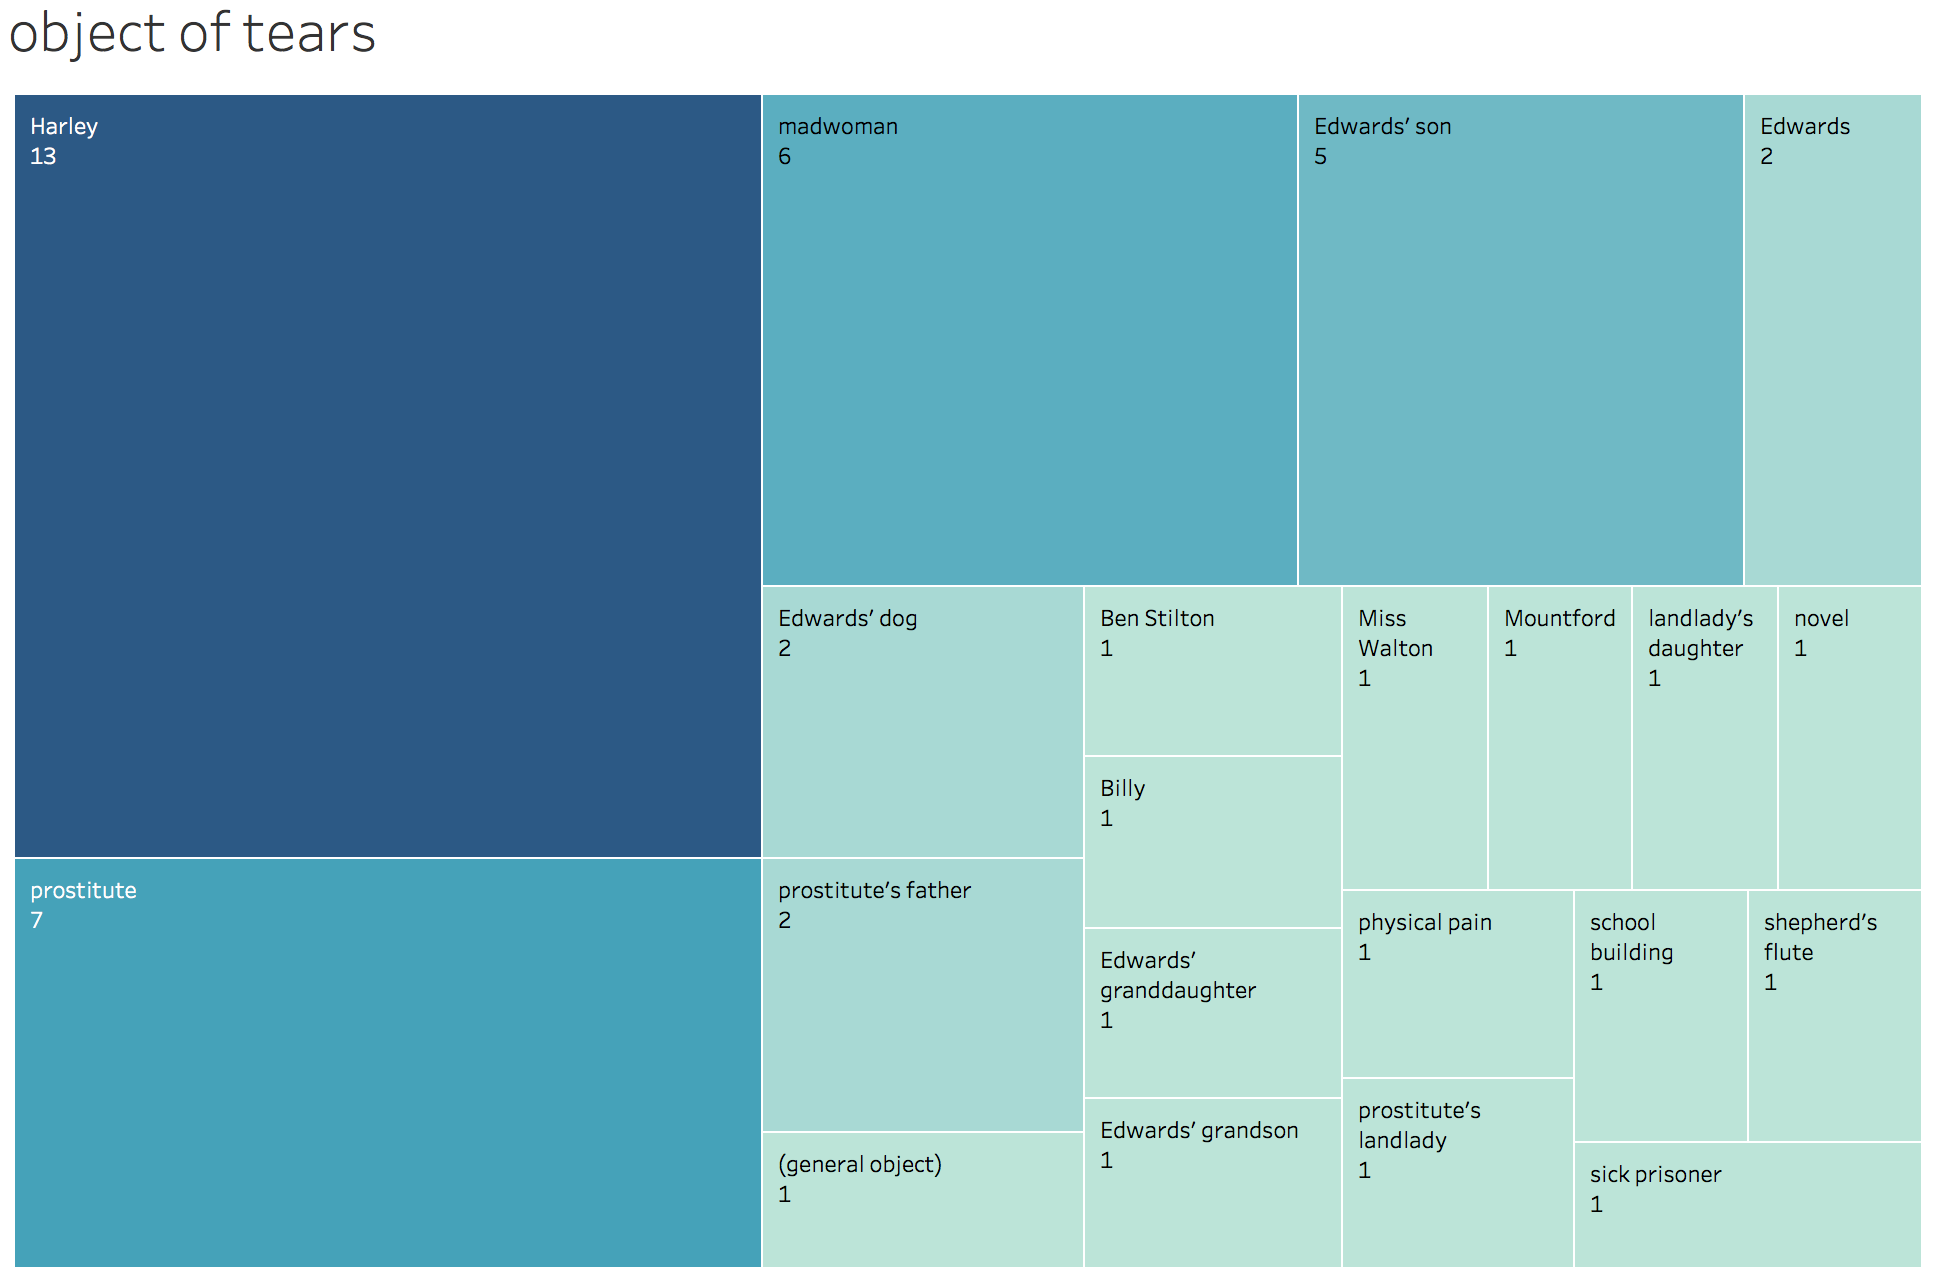 object of tears
Harley
13
madwoman
6
Edwards’ son
5
Edwards
2
Edwards’ dog
2
Ben Stilton
1
Miss
Walton
1
Mountford
1
landlady’s
daughter
1
novel
1
Billy
1
prostitute
7
prostitute’s father
2
physical pain
1
school
building
1
shepherd’s
flute
1
Edwards’
granddaughter
1
prostitute’s
landlady
1
Edwards’ grandson
1
(general object)
1
sick prisoner
1